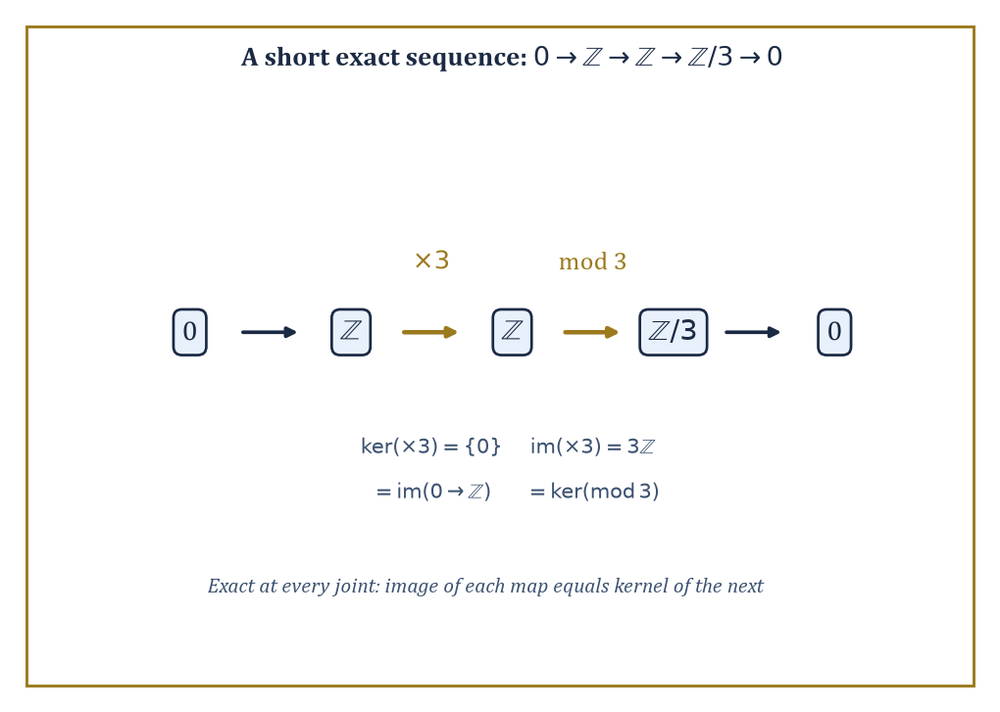 A short exact sequence: 0 → ℤ → ℤ → ℤ/3 → 0
×3 mod 3
0 → ℤ → ℤ → ℤ/3 → 0
ker(×3) = {0} im(×3) = 3ℤ
= im(0 → ℤ) = ker(mod 3)
Exact at every joint: image of each map equals kernel of the next